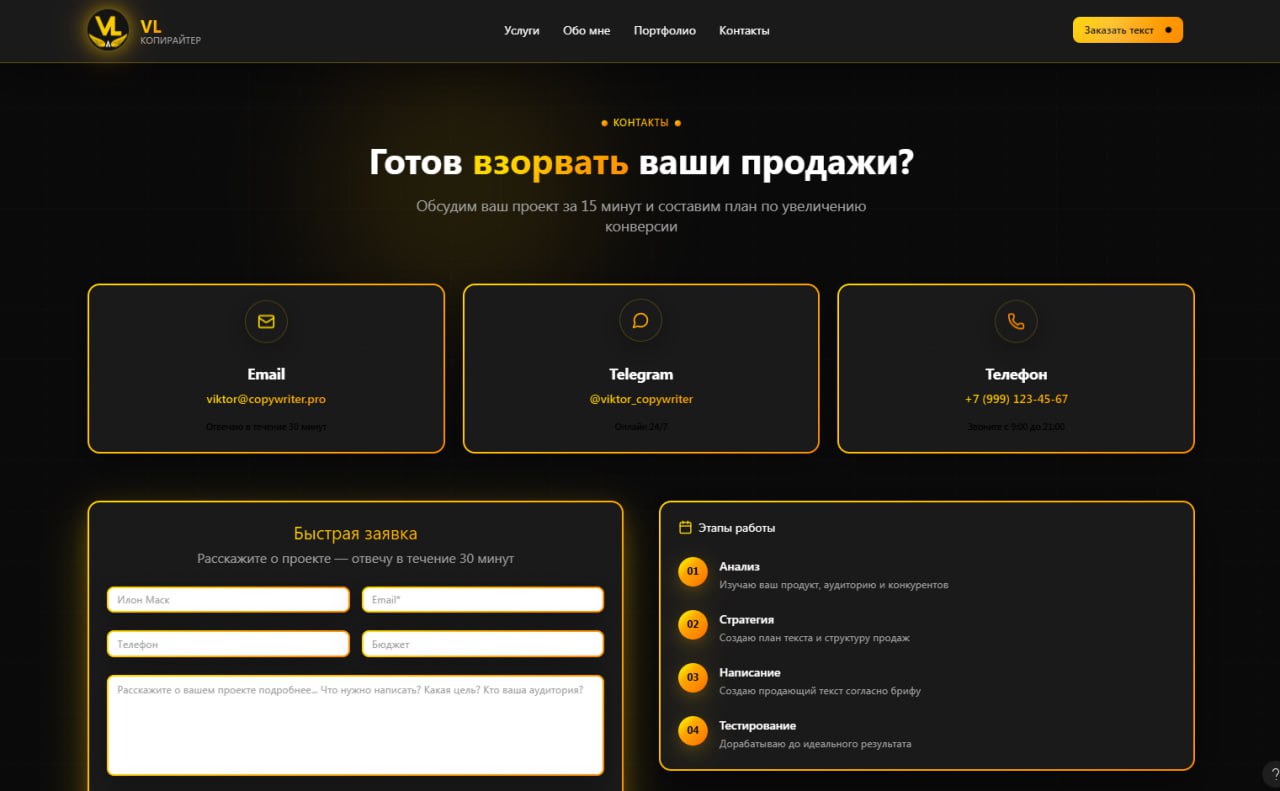 VL
VL
КОПИРАЙТЕР
Услуги
Обо мне
Портфолио
Контакты
Заказать текст
КОНТАКТЫ
Готов взорвать ваши продажи?
Обсудим ваш проект за 15 минут и составим план по увеличению
конверсии
Email
viktor@copywriter.pro
Отвечаю в течение 30 минут
Telegram
@viktor_copywriter
Онлайн 24/7
Телефон
+7 (999) 123-45-67
Звоните с 9:00 до 21:00
Быстрая заявка
Расскажите о проекте — отвечу в течение 30 минут
Илон Маск
Email*
Телефон
Бюджет
Расскажите о вашем проекте подробнее... Что нужно написать? Какая цель? Кто ваша аудитория?
Этапы работы
01
Анализ
Изучаю ваш продукт, аудиторию и конкурентов
02
Стратегия
Создаю план текста и структуру продаж
03
Написание
Создаю продающий текст согласно брифу
04
Тестирование
Дорабатываю до идеального результата
?